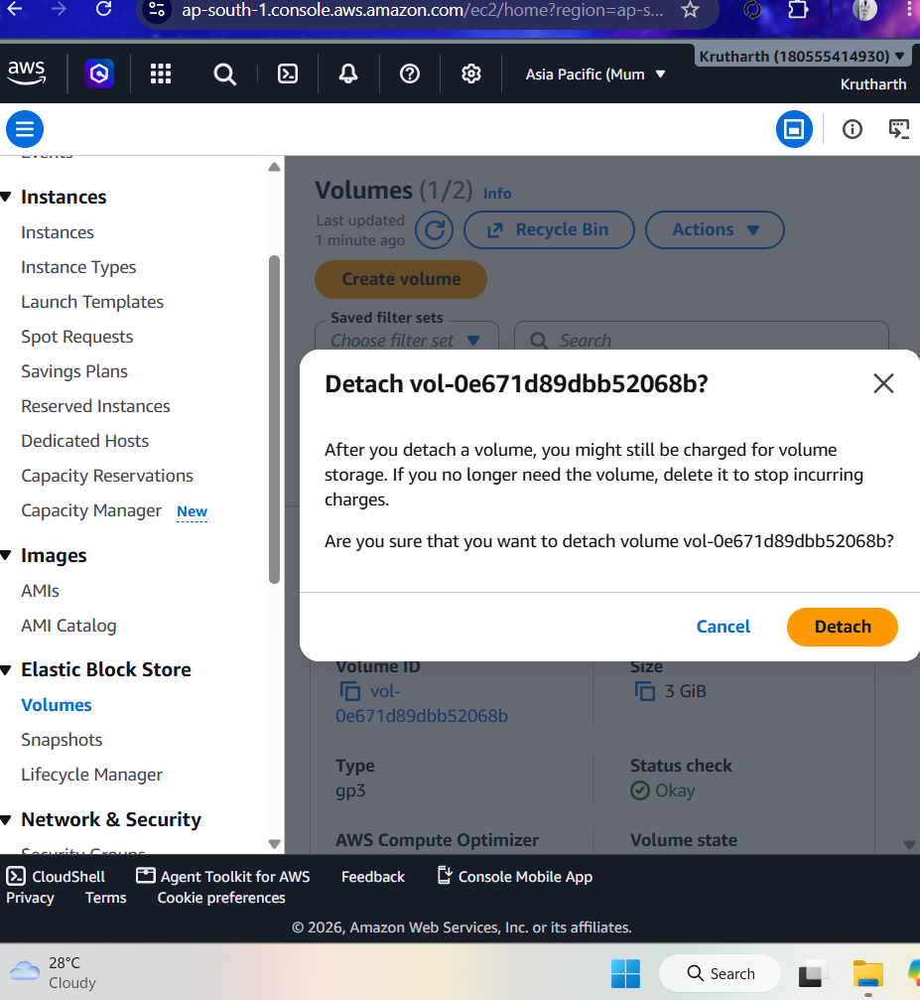 ap-south-1.console.aws.amazon.com/ec2/home?region=ap-s...
aws
Asia Pacific (Mum ▼
Krutharth (180555414930) ▼
Krutharth
Events
Instances
Instances
Instance Types
Launch Templates
Spot Requests
Savings Plans
Reserved Instances
Dedicated Hosts
Capacity Reservations
Capacity Manager New
Images
AMIs
AMI Catalog
Elastic Block Store
Volumes
Snapshots
Lifecycle Manager
Network & Security
Security Groups
Volumes (1/2) Info
Last updated
1 minute ago
Recycle Bin
Actions ▼
Create volume
Saved filter sets
Choose filter set ▼
Search
Detach vol-0e671d89dbb52068b?
After you detach a volume, you might still be charged for volume
storage. If you no longer need the volume, delete it to stop incurring
charges.
Are you sure that you want to detach volume vol-0e671d89dbb52068b?
Cancel
Detach
Volume ID
vol-
0e671d89dbb52068b
Size
3 GiB
Type
gp3
Status check
Okay
AWS Compute Optimizer
Volume state
CloudShell
Agent Toolkit for AWS
Feedback
Console Mobile App
Privacy
Terms
Cookie preferences
© 2026, Amazon Web Services, Inc. or its affiliates.
28°C
Cloudy
Search